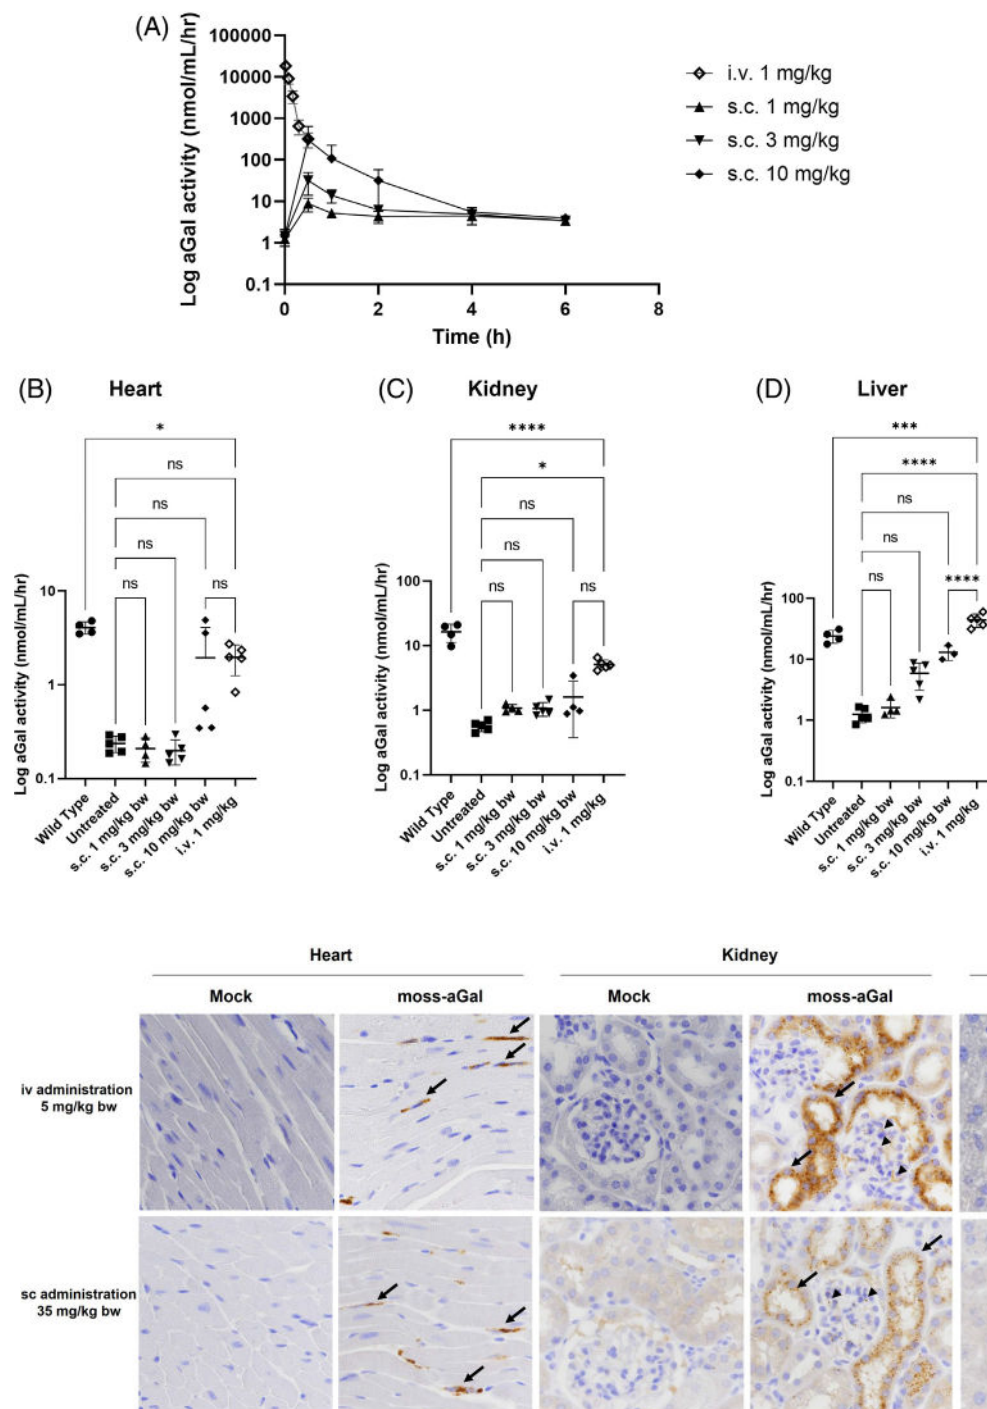 (A)
Log aGal activity (nmol/mL/hr)
100000
10000
1000
100
10
1
0.1
0 2 4 6 8
Time (h)
i.v. 1 mg/kg
s.c. 1 mg/kg
s.c. 3 mg/kg
s.c. 10 mg/kg
(B) Heart
*
ns
ns
ns
ns
ns
Log aGal activity (nmol/mL/hr)
10
1
0.1
Wild Type
Untreated
s.c. 1 mg/kg bw
s.c. 3 mg/kg bw
s.c. 10 mg/kg bw
i.v. 1 mg/kg
(C) Kidney
****
*
ns
ns
ns
ns
Log aGal activity (nmol/mL/hr)
100
10
1
0.1
Wild Type
Untreated
s.c. 1 mg/kg bw
s.c. 3 mg/kg bw
s.c. 10 mg/kg bw
i.v. 1 mg/kg
(D) Liver
***
****
ns
ns
ns
****
Log aGal activity (nmol/mL/hr)
100
10
1
0.1
Wild Type
Untreated
s.c. 1 mg/kg bw
s.c. 3 mg/kg bw
s.c. 10 mg/kg bw
i.v. 1 mg/kg
Heart Kidney
Mock moss-aGal Mock moss-aGal
iv administration
5 mg/kg bw
sc administration
35 mg/kg bw